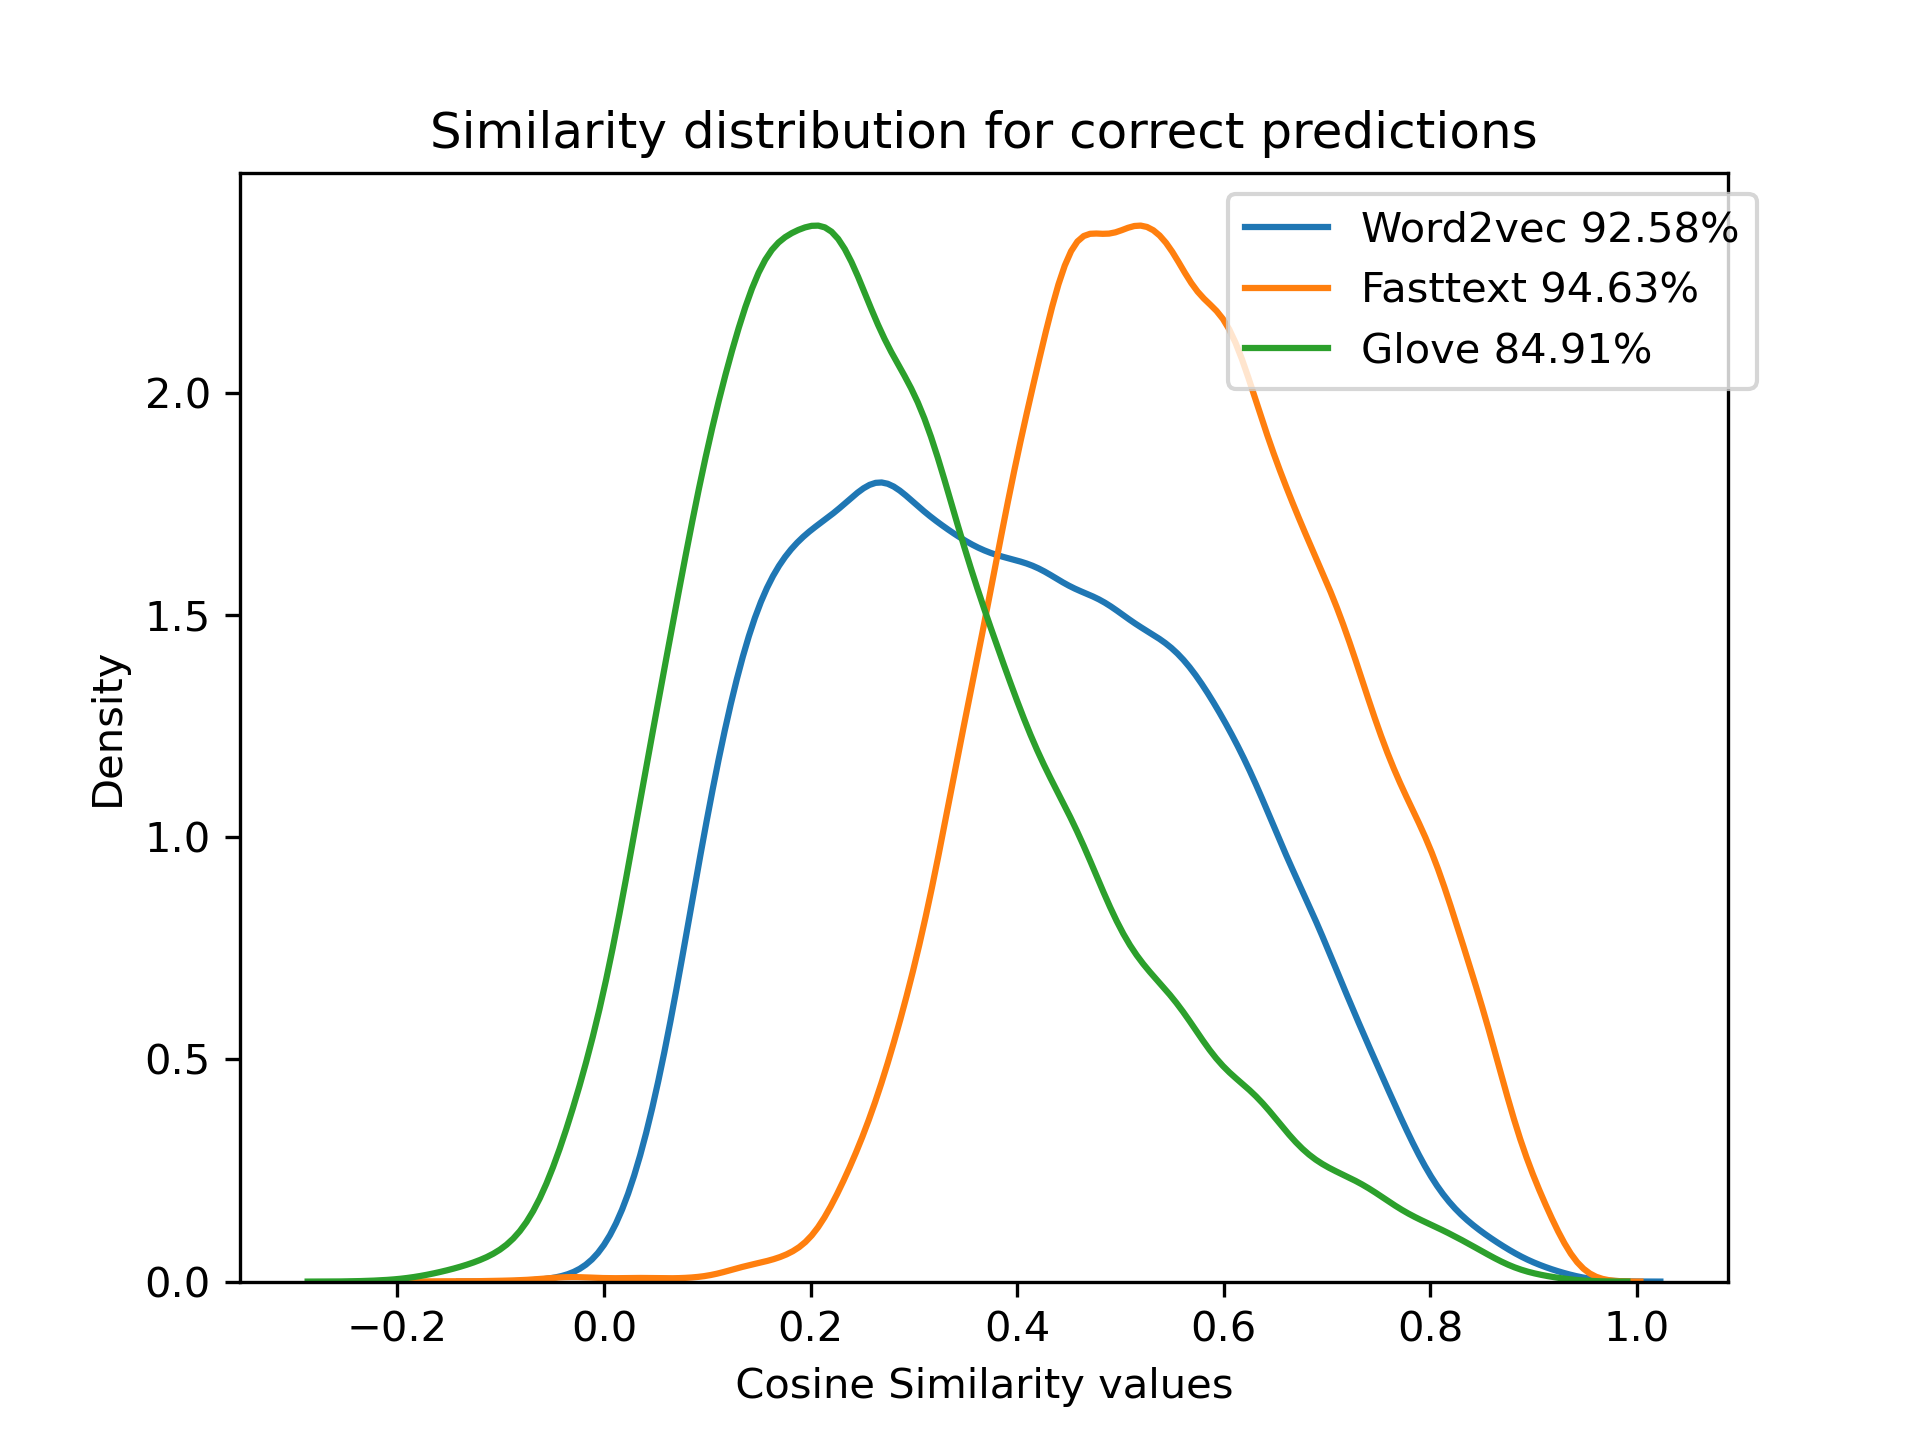 Similarity distribution for correct predictions
Word2vec 92.58%
Fasttext 94.63%
Glove 84.91%
2.0
1.5
1.0
0.5
0.0
Density
−0.2 0.0 0.2 0.4 0.6 0.8 1.0
Cosine Similarity values